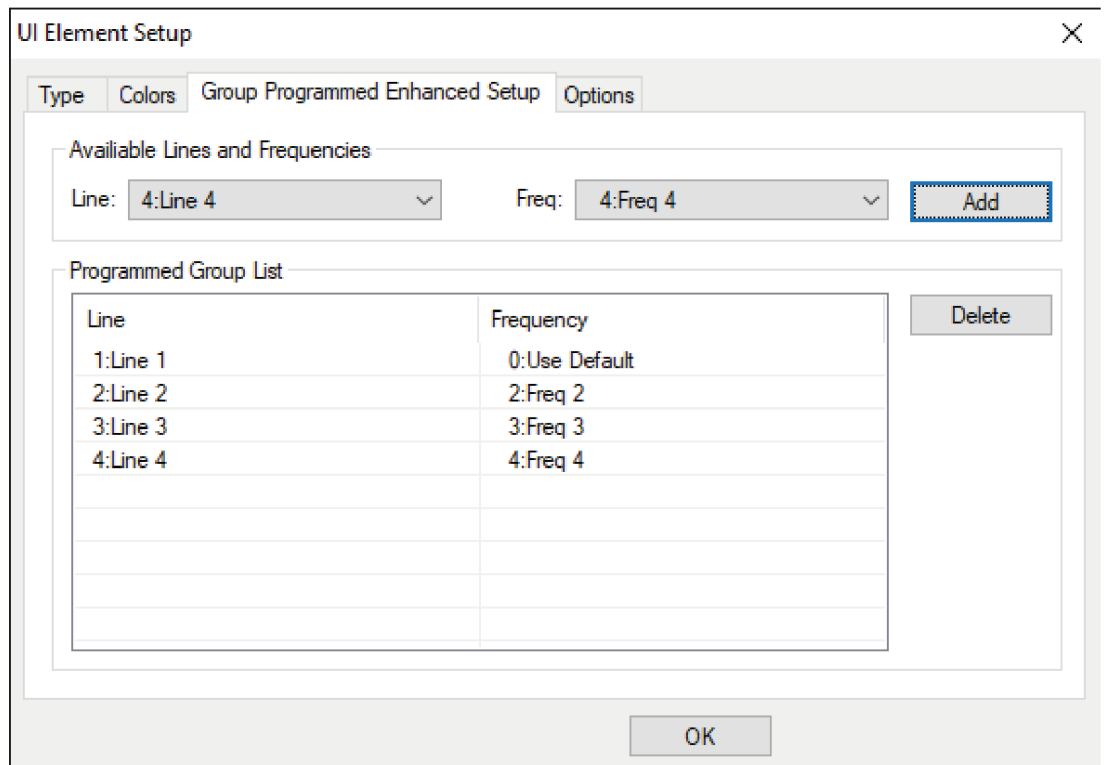 UI Element Setup
Type Colors Group Programmed Enhanced Setup Options
Availiable Lines and Frequencies
Line: 4:Line 4 Freq: 4:Freq 4 Add
Programmed Group List
Line Frequency Delete
1:Line 1 0:Use Default
2:Line 2 2:Freq 2
3:Line 3 3:Freq 3
4:Line 4 4:Freq 4
OK